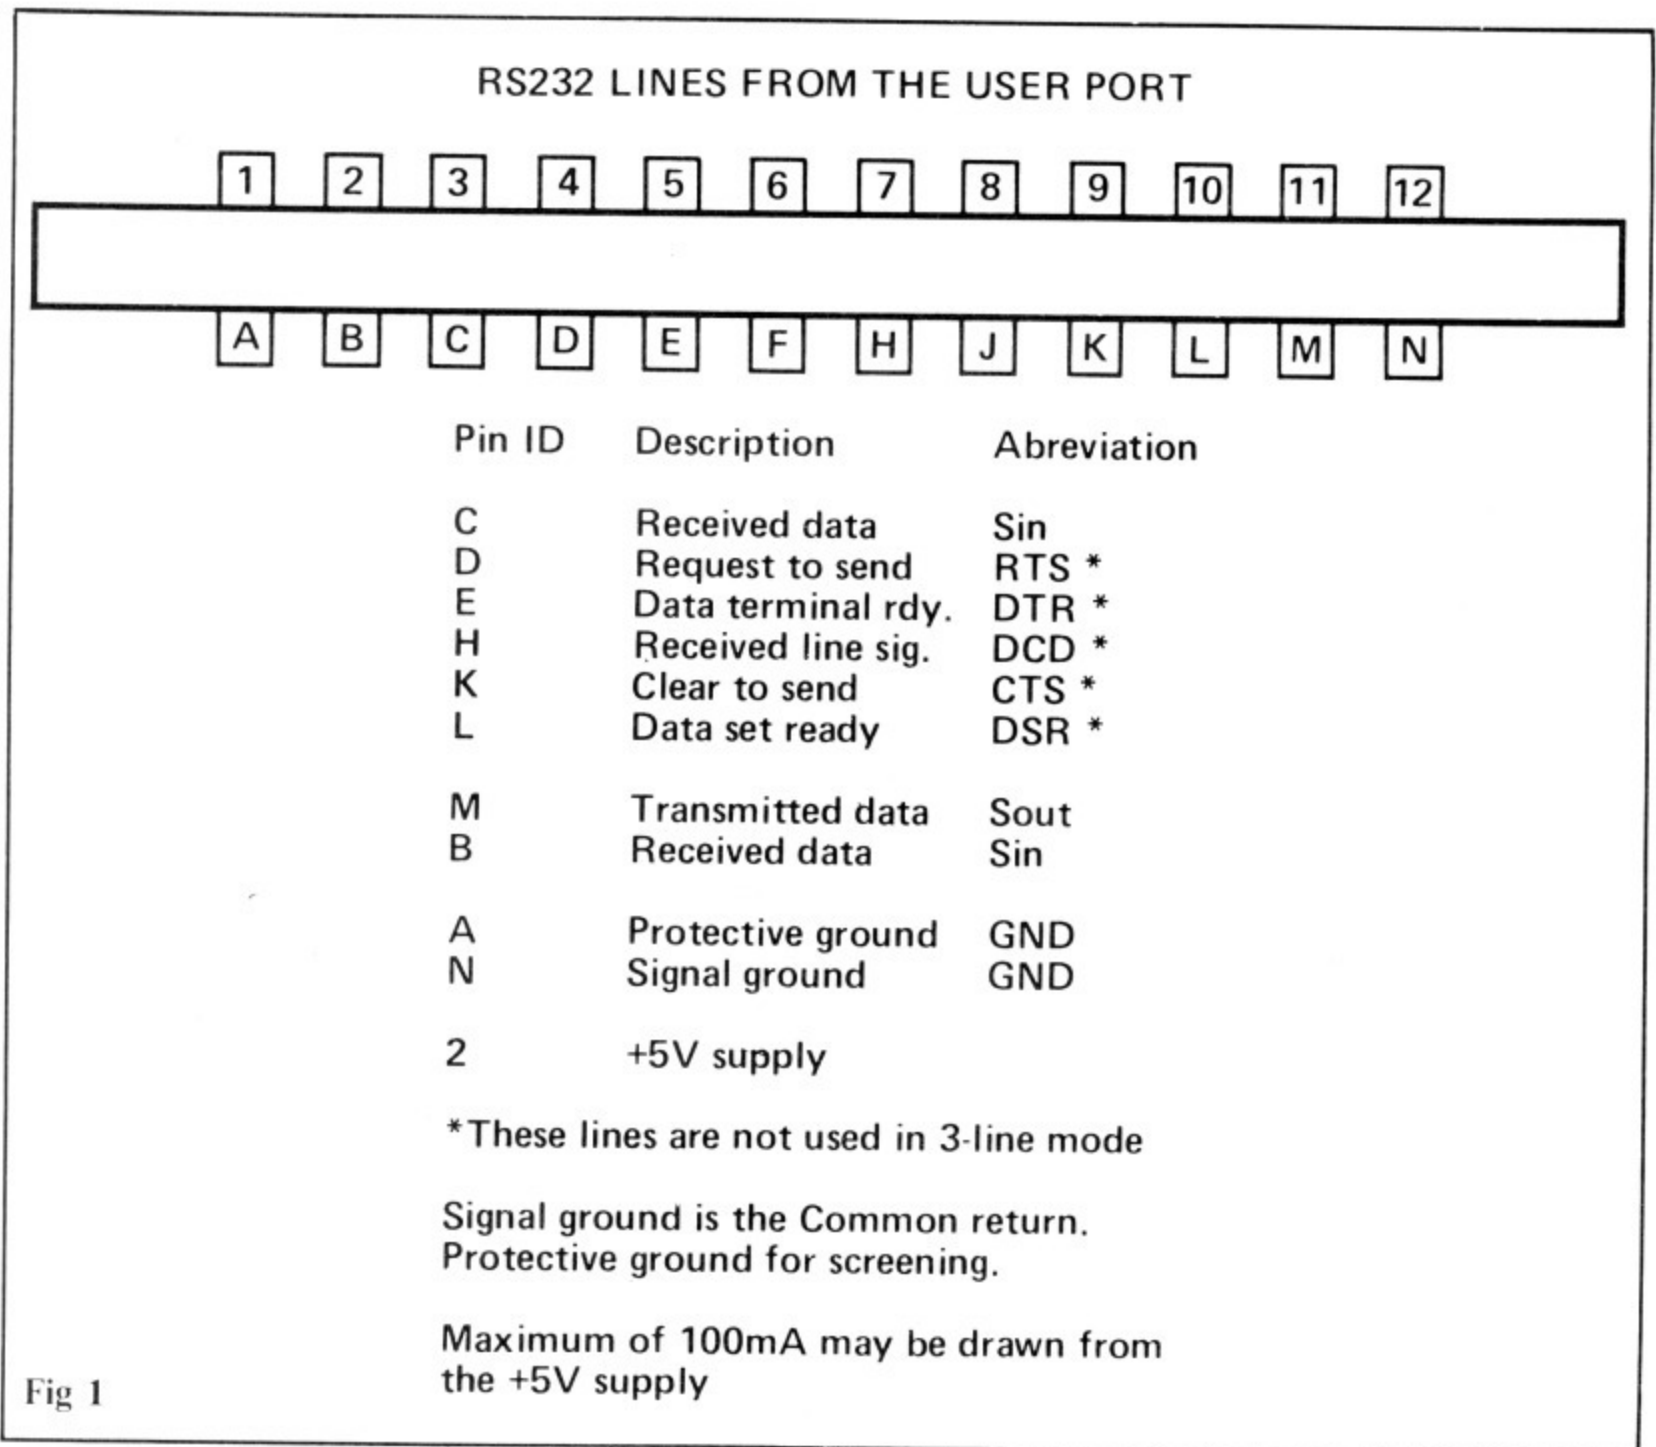 RS232 LINES FROM THE USER PORT
1 2 3 4 5 6 7 8 9 10 11 12
A B C D E F H J K L M N
Pin ID Description Abreviation
C Received data Sin
D Request to send RTS *
E Data terminal rdy. DTR *
H Received line sig. DCD *
K Clear to send CTS *
L Data set ready DSR *
M Transmitted data Sout
B Received data Sin
A Protective ground GND
N Signal ground GND
2 +5V supply
*These lines are not used in 3-line mode
Signal ground is the Common return.
Protective ground for screening.
Maximum of 100mA may be drawn from
the +5V supply
Fig 1